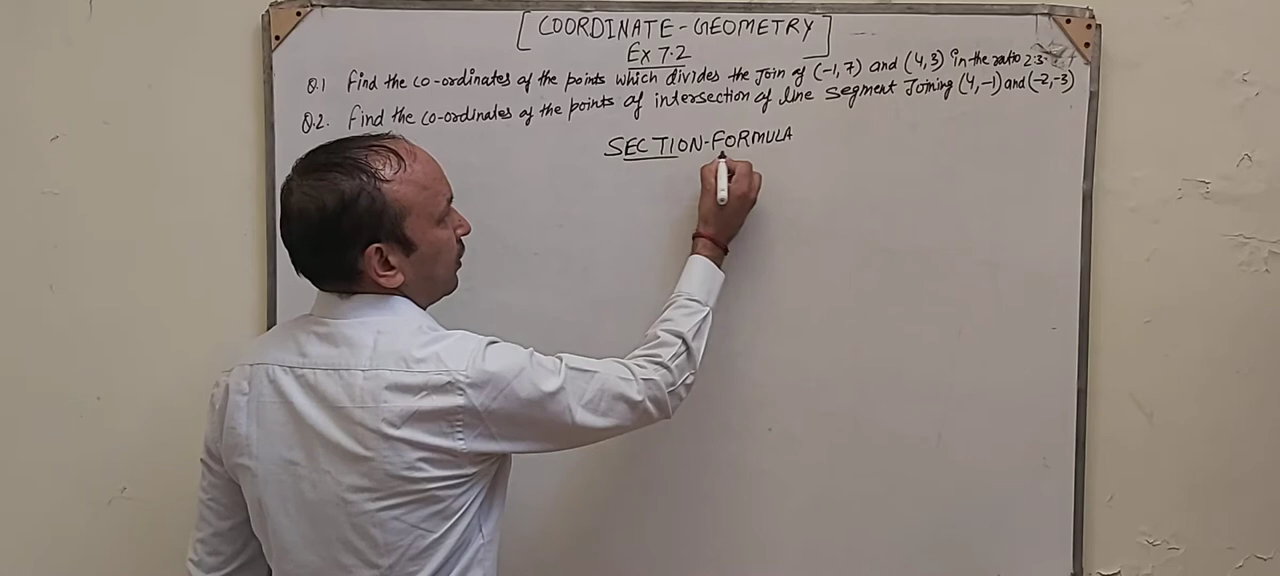 [COORDINATE-GEOMETRY]
Ex 7.2
Q.1 Find the co-ordinates of the points which divides the Join of (-1,7) and (4,3) in the ratio 2:3.
Q.2. Find the co-ordinates of the points of intersection of line Segment Joining (4,-1) and (-2,-3)
SECTION-FORMULA